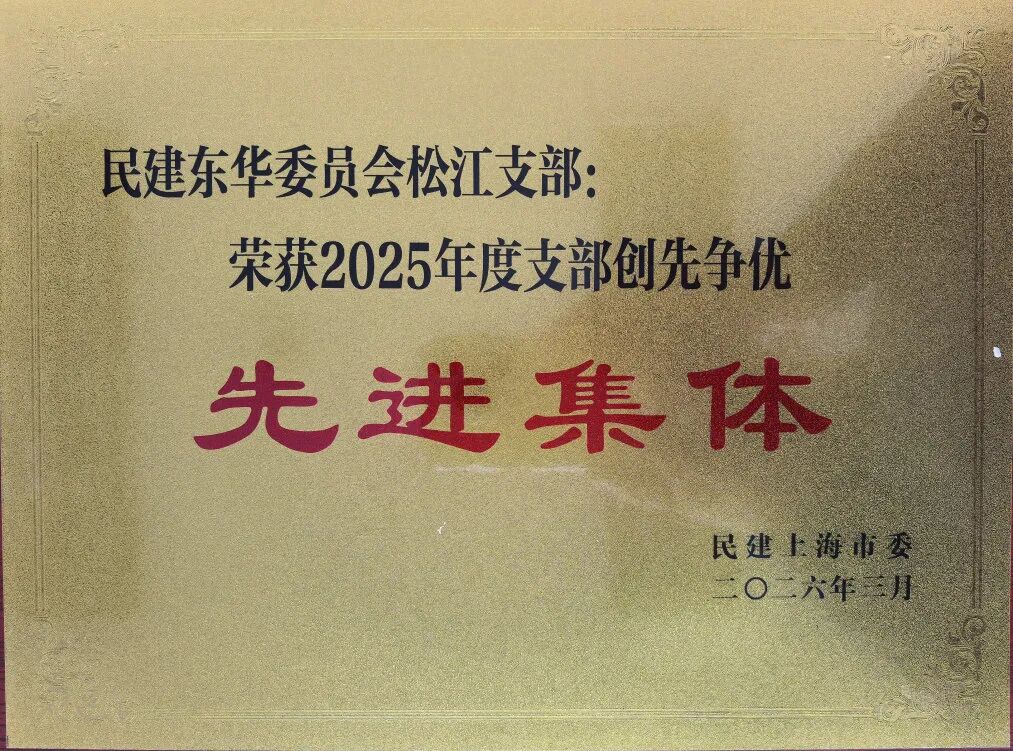 民建东华委员会松江支部：
荣获2025年度支部创先争优
先进集体
民建上海市委
二〇二六年三月